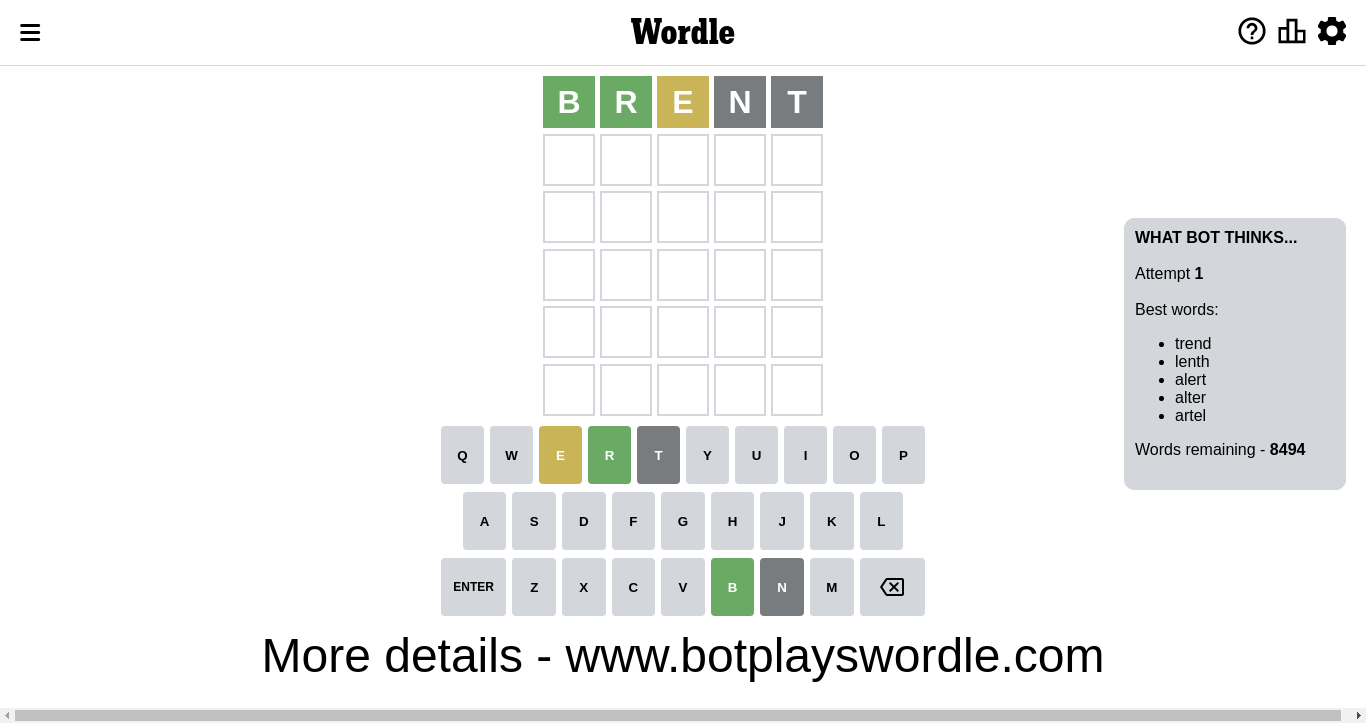 Wordle
B R E N T
WHAT BOT THINKS...
Attempt 1
Best words:
• trend
• lenth
• alert
• alter
• artel
Words remaining - 8494
Q W E R T Y U I O P
A S D F G H J K L
ENTER Z X C V B N M
More details - www.botplayswordle.com